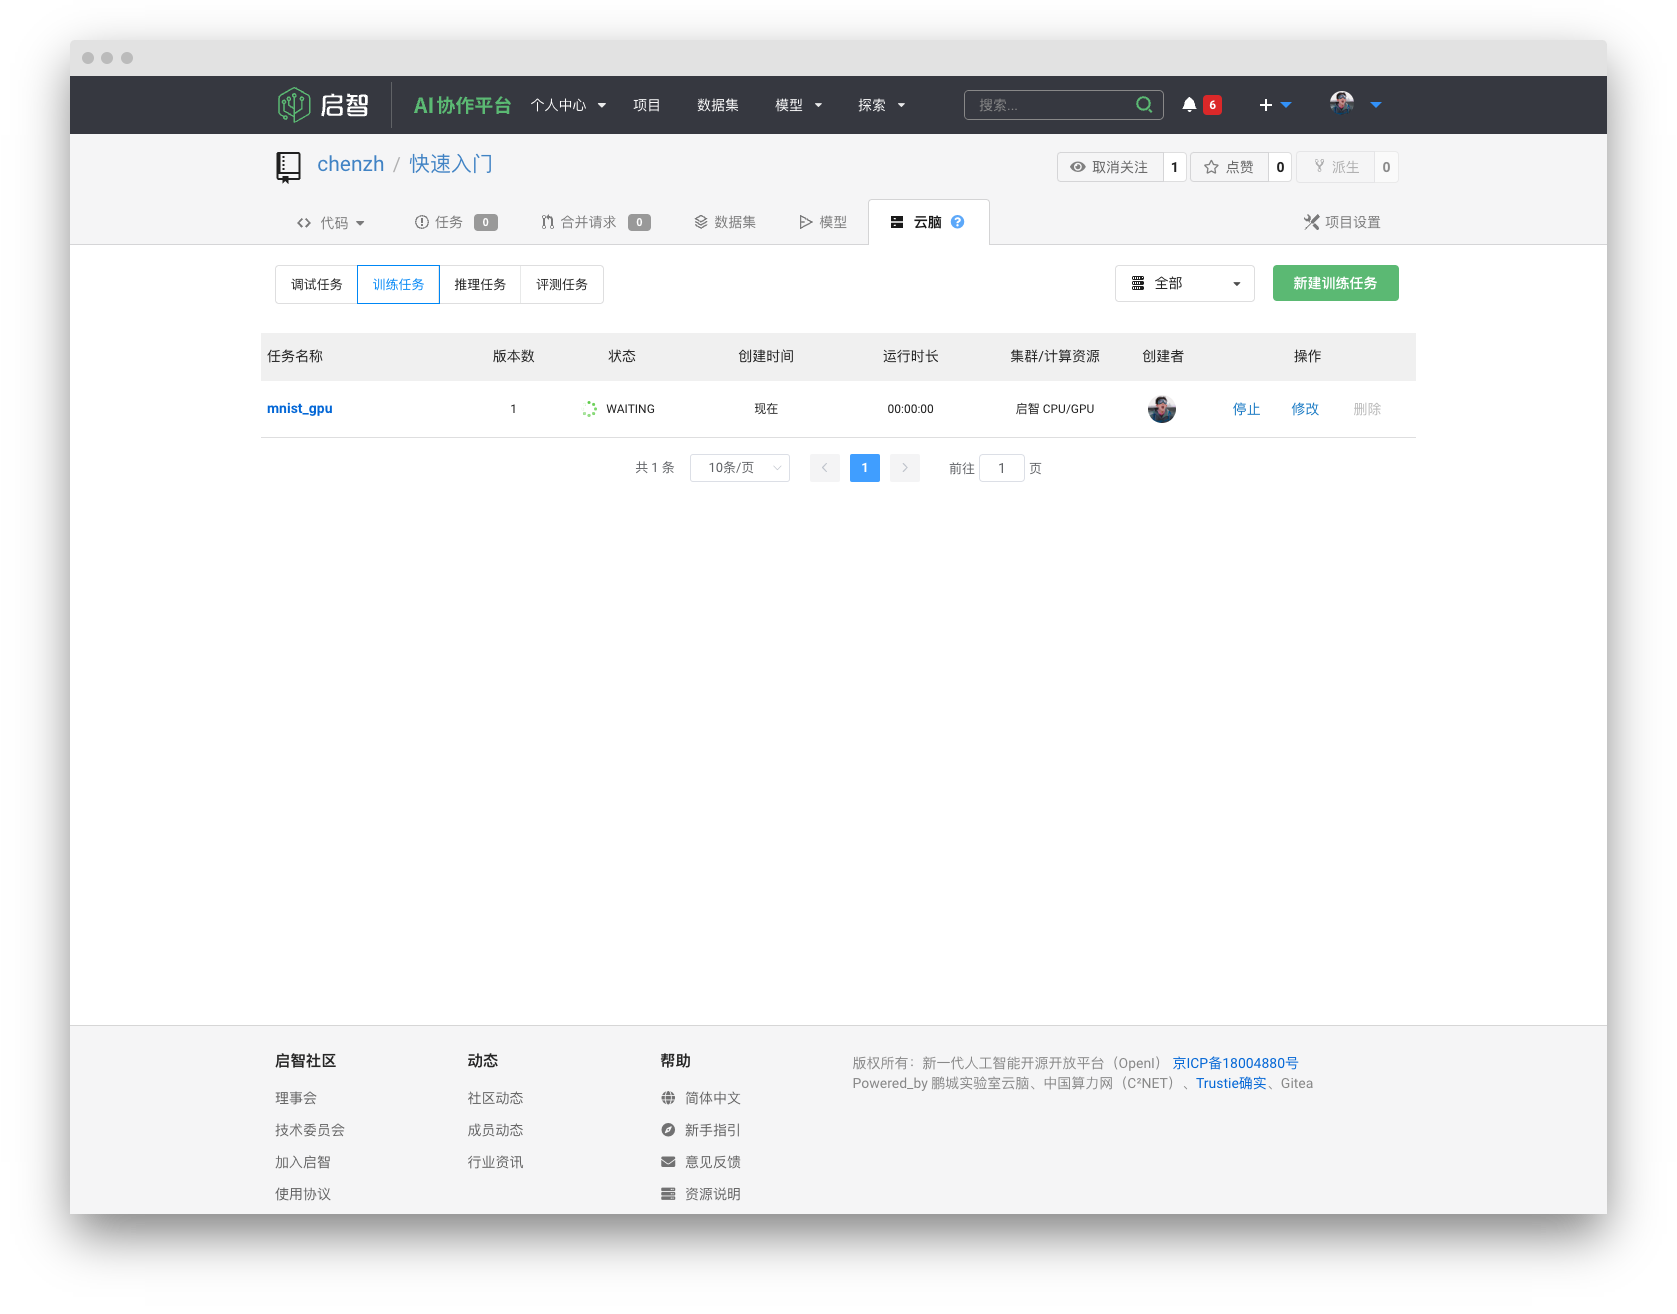 启智 AI协作平台 个人中心 项目 数据集 模型 探索 搜索... 6
chenzh / 快速入门 取消关注 1 点赞 0 派生 0
代码 任务 0 合并请求 0 数据集 模型 云脑 ? 项目设置
调试任务 训练任务 推理任务 评测任务 全部 新建训练任务
任务名称 版本数 状态 创建时间 运行时长 集群/计算资源 创建者 操作
mnist_gpu 1 WAITING 现在 00:00:00 启智 CPU/GPU 停止 修改 删除
共 1 条 10条/页 1 前往 1 页
启智社区 动态 帮助 版权所有：新一代人工智能开源开放平台（OpenI） 京ICP备18004880号
Powered_by 鹏城实验室云脑、中国算力网（C²NET）、Trustie确实、Gitea
理事会 社区动态 简体中文
技术委员会 成员动态 新手指引
加入启智 行业资讯 意见反馈
使用协议 资源说明